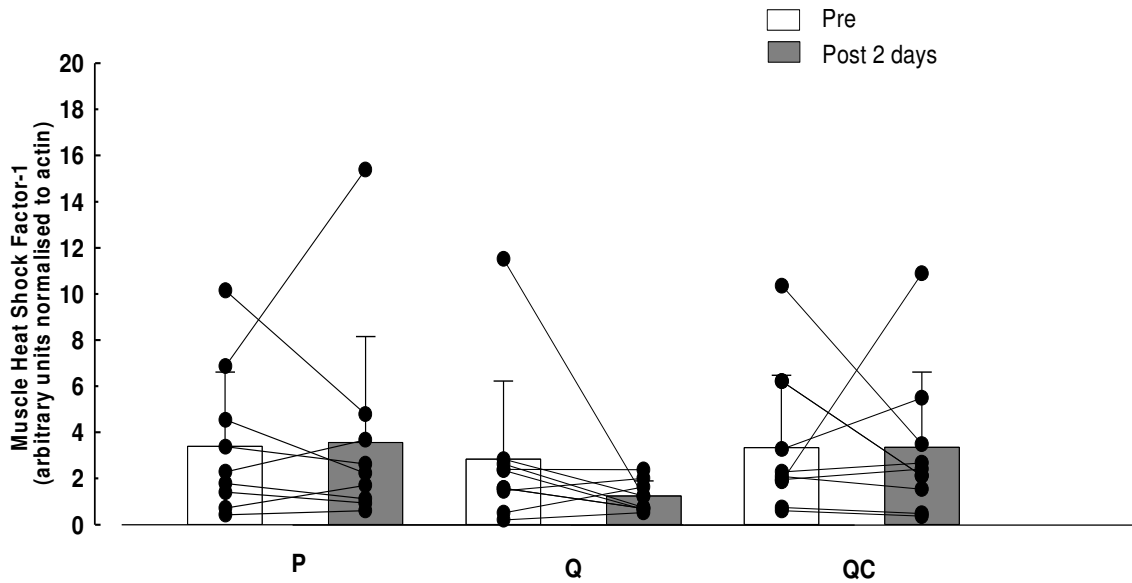 Pre
Post 2 days
Muscle Heat Shock Factor-1
(arbitrary units normalised to actin)
20
18
16
14
12
10
8
6
4
2
0
P
Q
QC